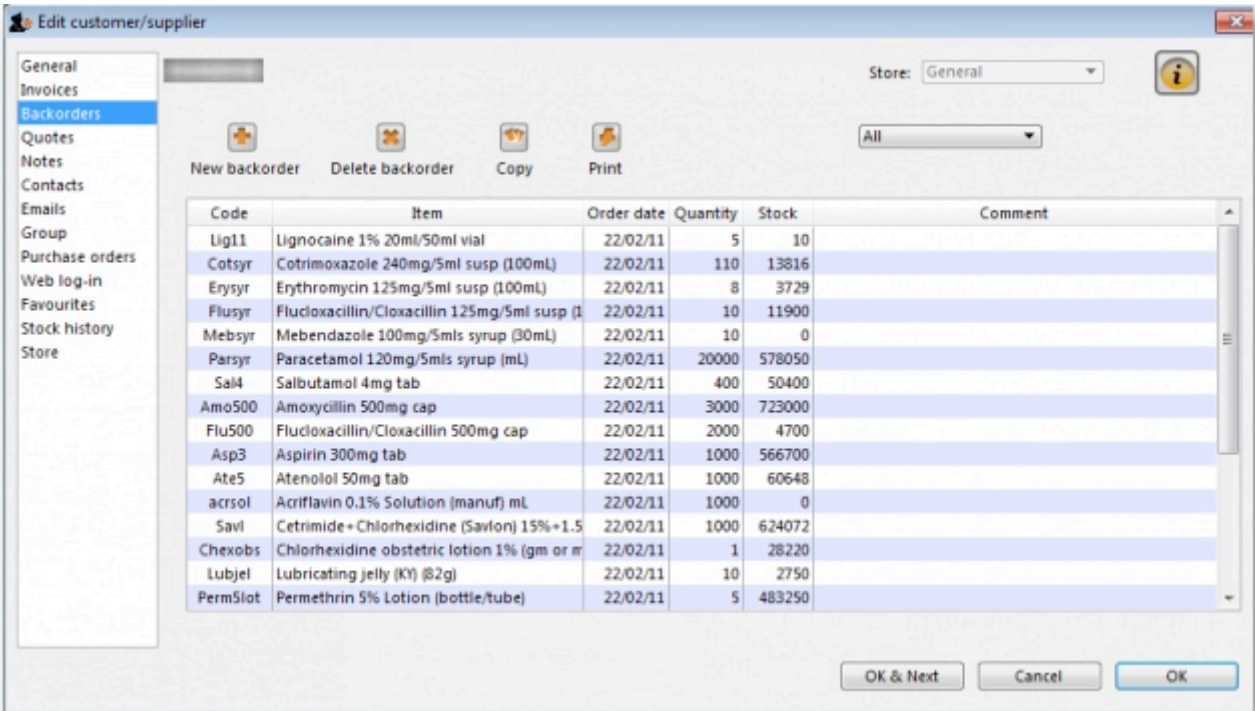 Edit customer/supplier
General
Invoices
Backorders
Quotes
Notes
Contacts
Emails
Group
Purchase orders
Web log-in
Favourites
Stock history
Store
Store: General
All
New backorder Delete backorder Copy Print
Code Item Order date Quantity Stock Comment
Lig11 Lignocaine 1% 20ml/50ml vial 22/02/11 5 10
Cotsyr Cotrimoxazole 240mg/5ml susp (100mL) 22/02/11 110 13816
Erysyr Erythromycin 125mg/5ml susp (100mL) 22/02/11 8 3729
Flusyr Flucloxacillin/Cloxacillin 125mg/5ml susp (1 22/02/11 10 11900
Mebsyr Mebendazole 100mg/5mls syrup (30mL) 22/02/11 10 0
Parsyr Paracetamol 120mg/5mls syrup (mL) 22/02/11 20000 578050
Sal4 Salbutamol 4mg tab 22/02/11 400 50400
Amo500 Amoxycillin 500mg cap 22/02/11 3000 723000
Flu500 Flucloxacillin/Cloxacillin 500mg cap 22/02/11 2000 4700
Asp3 Aspirin 300mg tab 22/02/11 1000 566700
Ate5 Atenolol 50mg tab 22/02/11 1000 60648
acrsol Acriflavin 0.1% Solution (manuf) mL 22/02/11 1000 0
Savl Cetrimide+Chlorhexidine (Savlon) 15%+1.5 22/02/11 1000 624072
Chexobs Chlorhexidine obstetric lotion 1% (gm or m 22/02/11 1 28220
Lubjel Lubricating jelly (KY) (82g) 22/02/11 10 2750
Perm5lot Permethrin 5% Lotion (bottle/tube) 22/02/11 5 483250
OK & Next Cancel OK